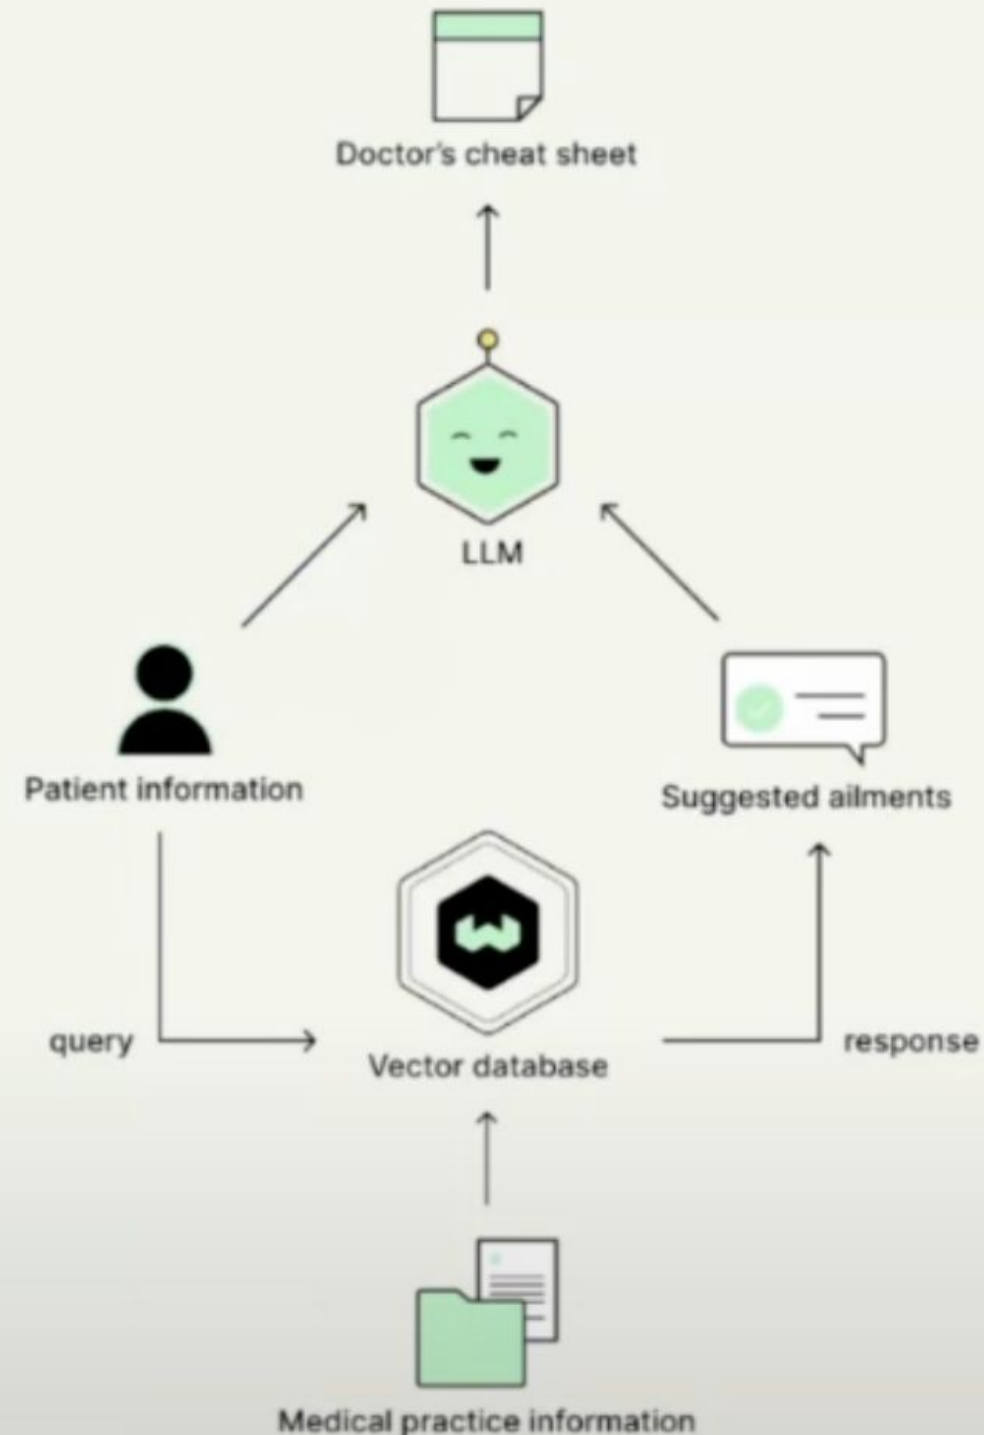 Doctor's cheat sheet
LLM
Patient information
Suggested ailments
query
Vector database
response
Medical practice information